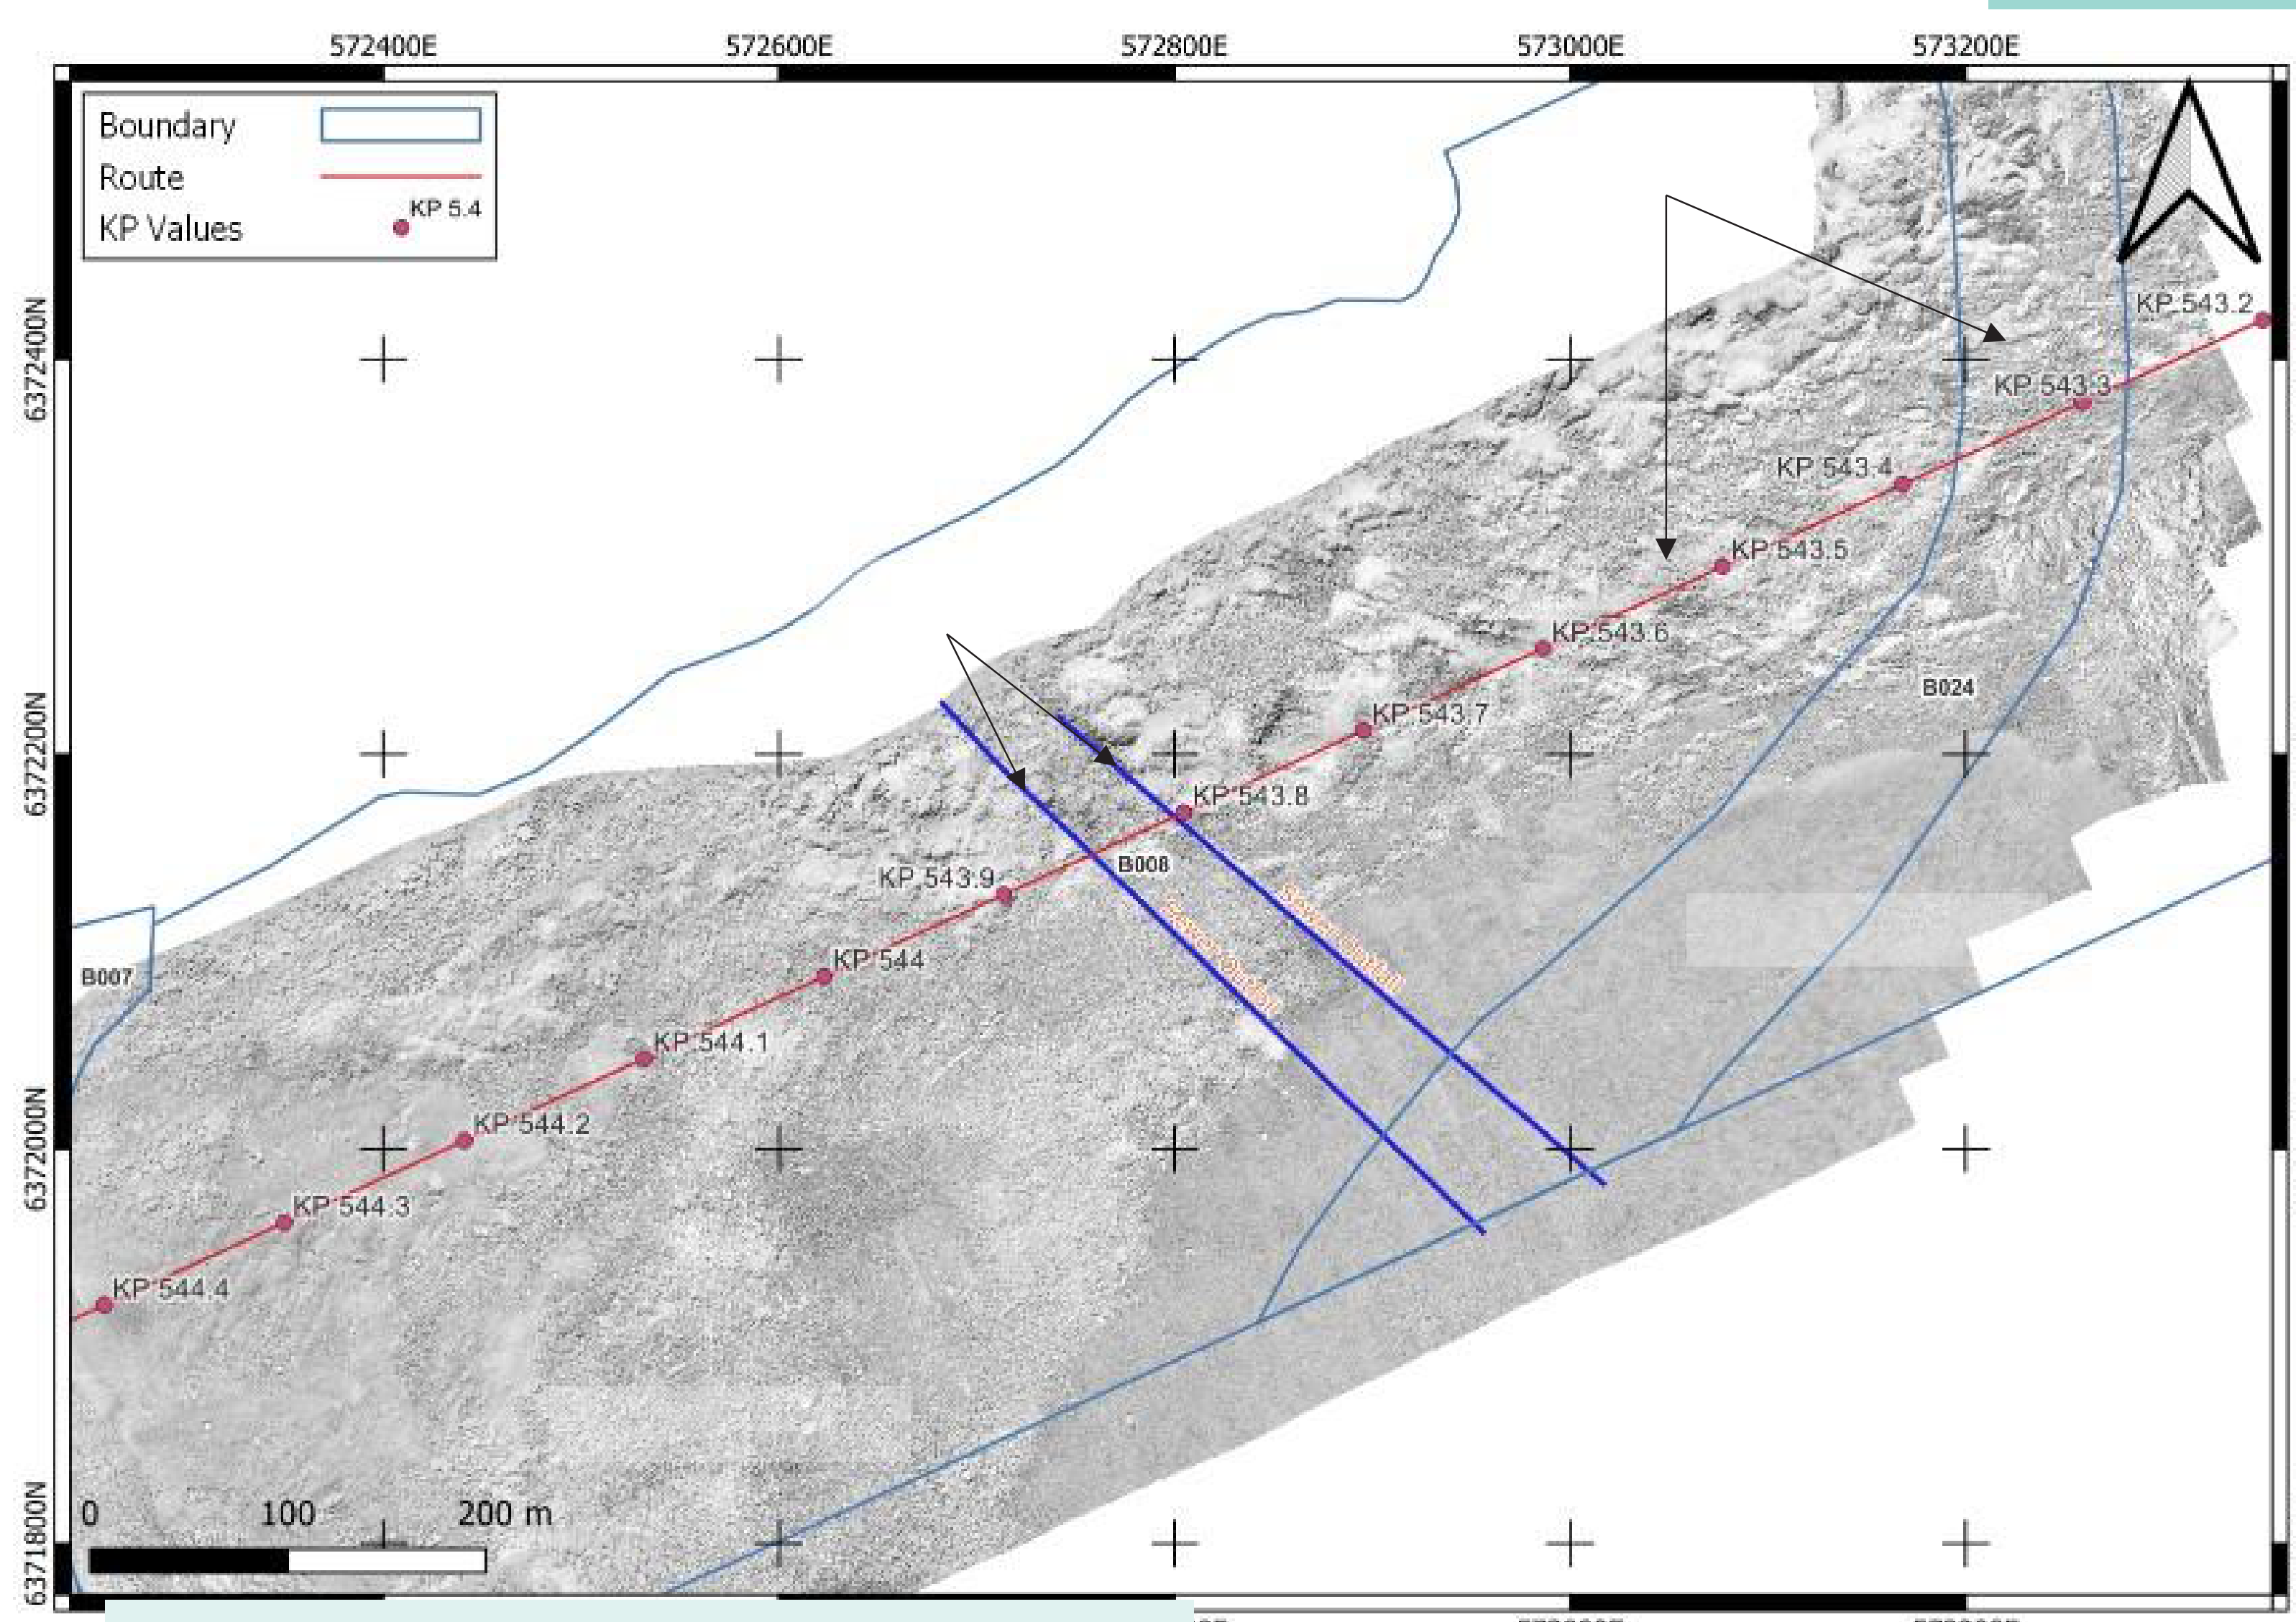 572400E 572600E 572800E 573000E 573200E
Boundary
Route
KP Values
KP 5.4
6372400N
6372200N
6372000N
6371800N
KP 543.2
KP 543.3
KP 543.4
KP 543.5
KP 543.6
B024
KP 543.7
KP 543.8
B008
KP 543.9
KP 544
B007
KP 544.1
KP 544.2
KP 544.3
KP 544.4
0 100 200 m